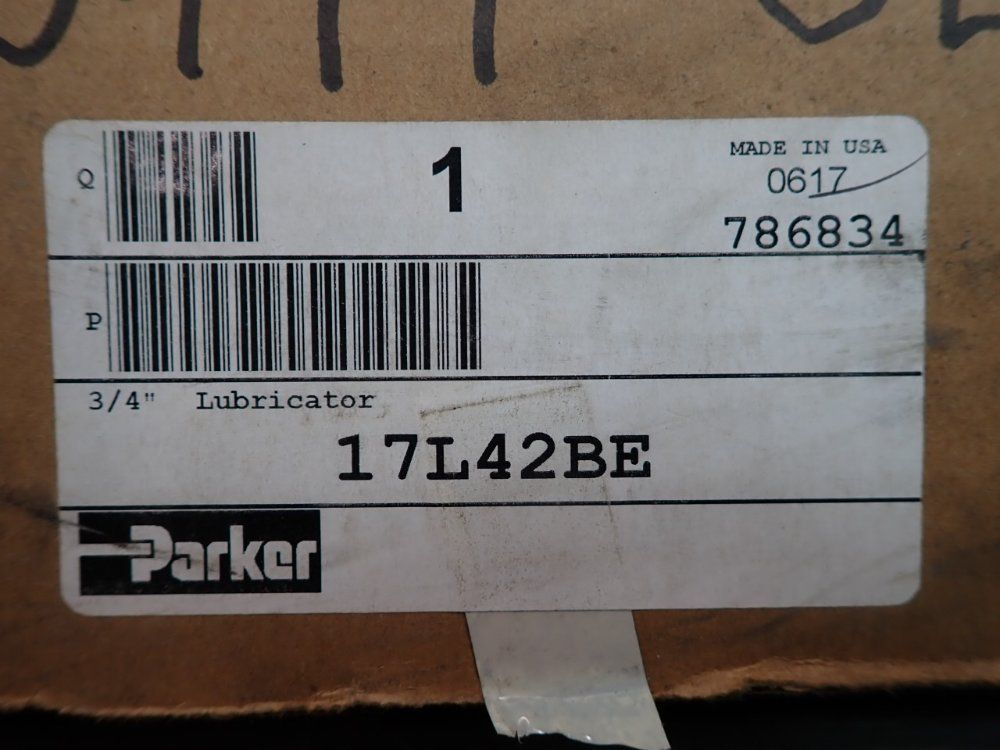 Q
1
MADE IN USA
0617
786834
P
3/4" Lubricator
17L42BE
Parker